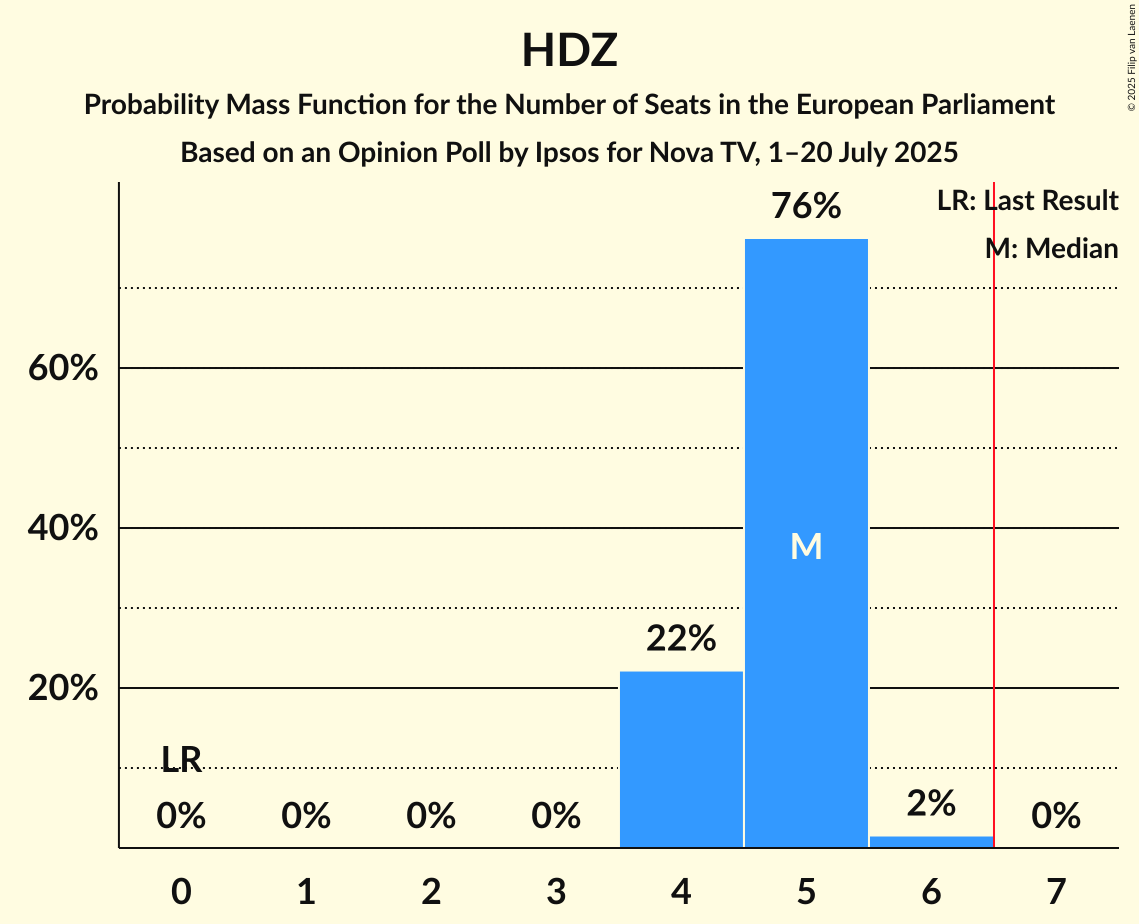 HDZ
Probability Mass Function for the Number of Seats in the European Parliament
Based on an Opinion Poll by Ipsos for Nova TV, 1–20 July 2025
© 2025 Filip van Laenen
LR: Last Result
M: Median
76%
60%
40%
M
22%
20%
LR
0% 0% 0% 0% 2% 0%
0 1 2 3 4 5 6 7